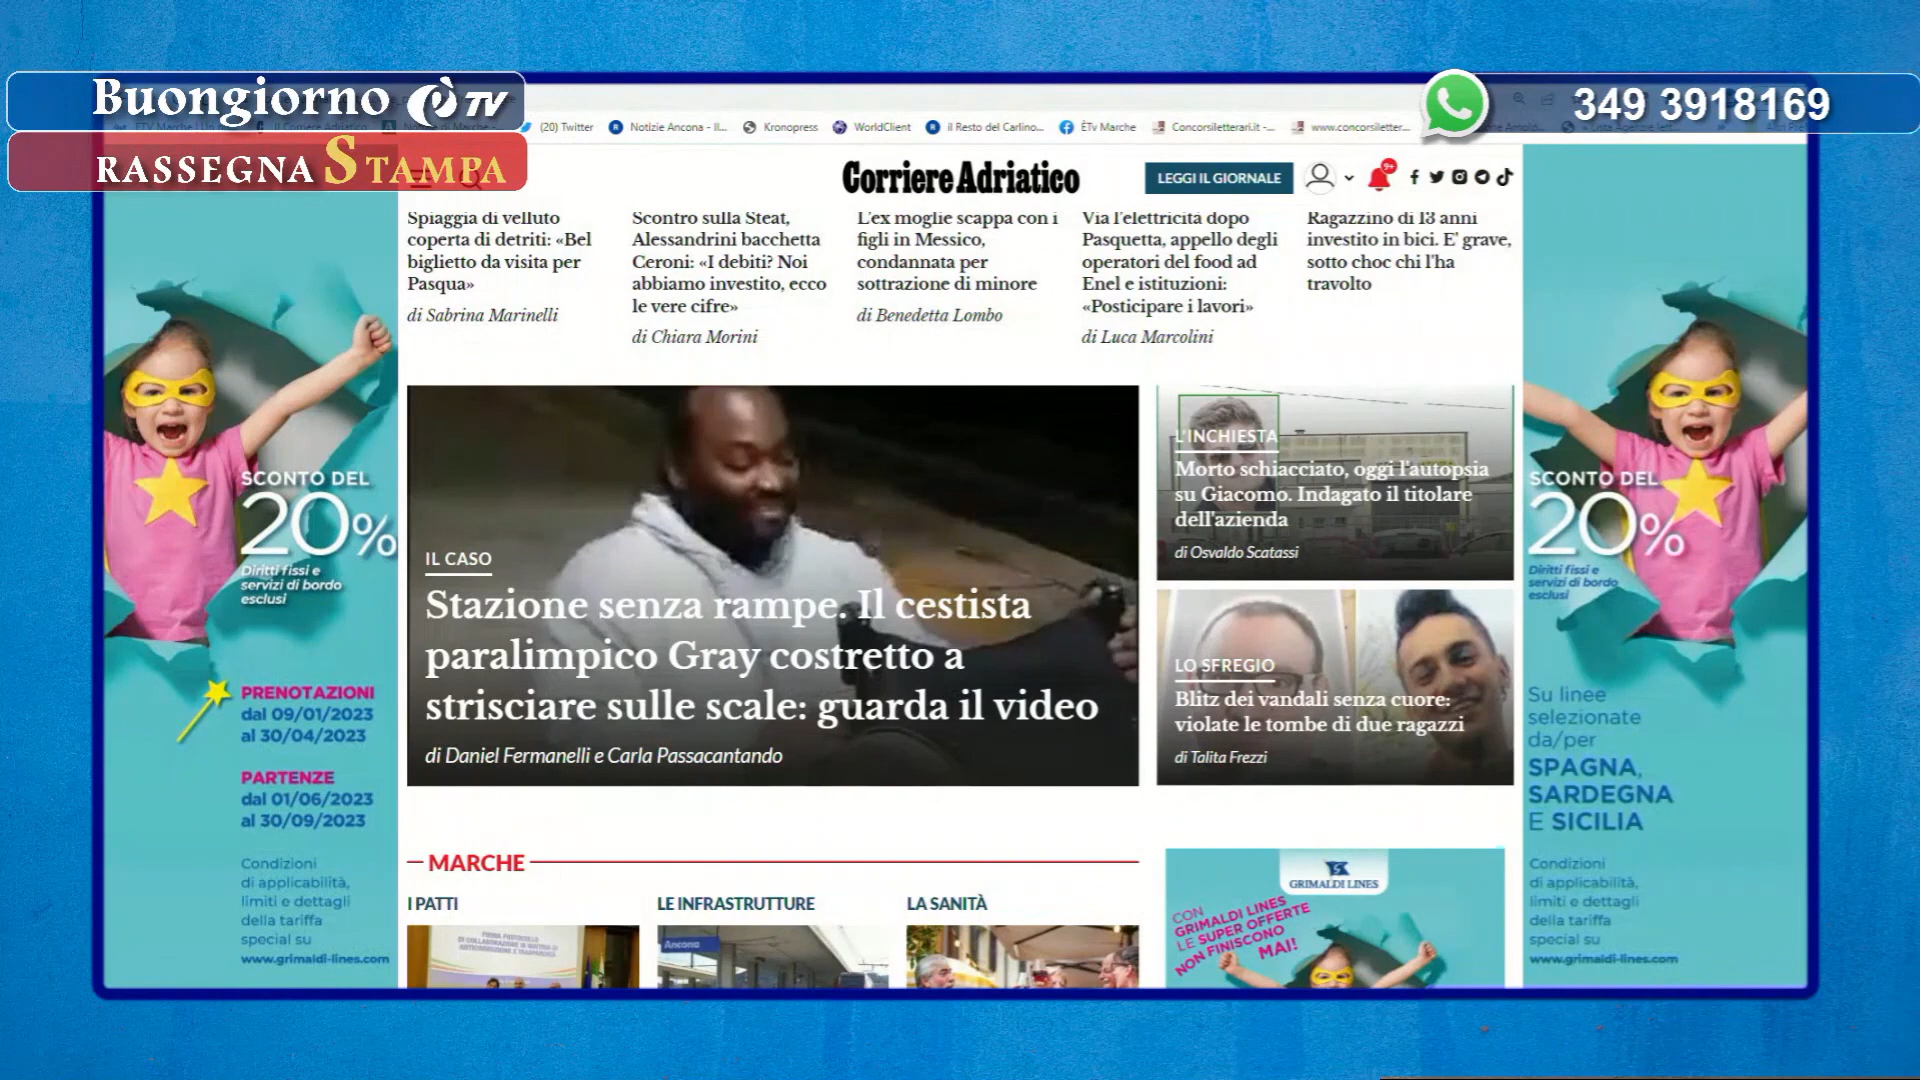 Buongiorno èTV
RASSEGNA STAMPA
349 3918169
(20) Twitter
Notizie Ancona - Il...
Kronopress
WorldClient
il Resto del Carlino...
ÈTv Marche
Concorsiletterari.it -...
www.concorsiletter...
Corriere Adriatico
LEGGI IL GIORNALE
9+
Spiaggia di velluto
coperta di detriti: «Bel
biglietto da visita per
Pasqua»
di Sabrina Marinelli
Scontro sulla Steat,
Alessandrini bacchetta
Ceroni: «I debiti? Noi
abbiamo investito, ecco
le vere cifre»
di Chiara Morini
L'ex moglie scappa con i
figli in Messico,
condannata per
sottrazione di minore
di Benedetta Lombo
Via l'elettricità dopo
Pasquetta, appello degli
operatori del food ad
Enel e istituzioni:
«Posticipare i lavori»
di Luca Marcolini
Ragazzino di 13 anni
investito in bici. E' grave,
sotto choc chi l'ha
travolto
IL CASO
Stazione senza rampe. Il cestista
paralimpico Gray costretto a
strisciare sulle scale: guarda il video
di Daniel Fermanelli e Carla Passacantando
L'INCHIESTA
Morto schiacciato, oggi l'autopsia
su Giacomo. Indagato il titolare
dell'azienda
di Osvaldo Scatassi
LO SFREGIO
Blitz dei vandali senza cuore:
violate le tombe di due ragazzi
di Talita Frezzi
MARCHE
I PATTI
LE INFRASTRUTTURE
LA SANITÀ
Ancona
SCONTO DEL
20%
Diritti fissi e
servizi di bordo
esclusi
PRENOTAZIONI
dal 09/01/2023
al 30/04/2023
PARTENZE
dal 01/06/2023
al 30/09/2023
Condizioni
di applicabilità,
limiti e dettagli
della tariffa
special su
www.grimaldi-lines.com
GRIMALDI LINES
CON
GRIMALDI LINES
LE SUPER OFFERTE
NON FINISCONO
MAI!
SCONTO DEL
20%
Diritti fissi e
servizi di bordo
esclusi
Su linee
selezionate
da/per
SPAGNA,
SARDEGNA
E SICILIA
Condizioni
di applicabilità,
limiti e dettagli
della tariffa
special su
www.grimaldi-lines.com